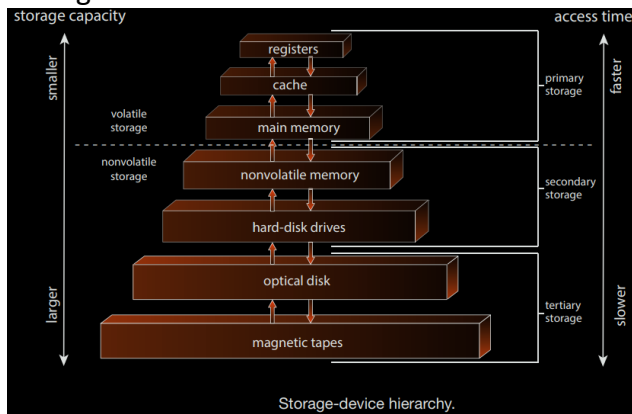 storage capacity
access time
smaller
registers
cache
primary
storage
faster
volatile
storage
main memory
nonvolatile
storage
nonvolatile memory
secondary
storage
hard-disk drives
optical disk
larger
tertiary
storage
slower
magnetic tapes
Storage-device hierarchy.